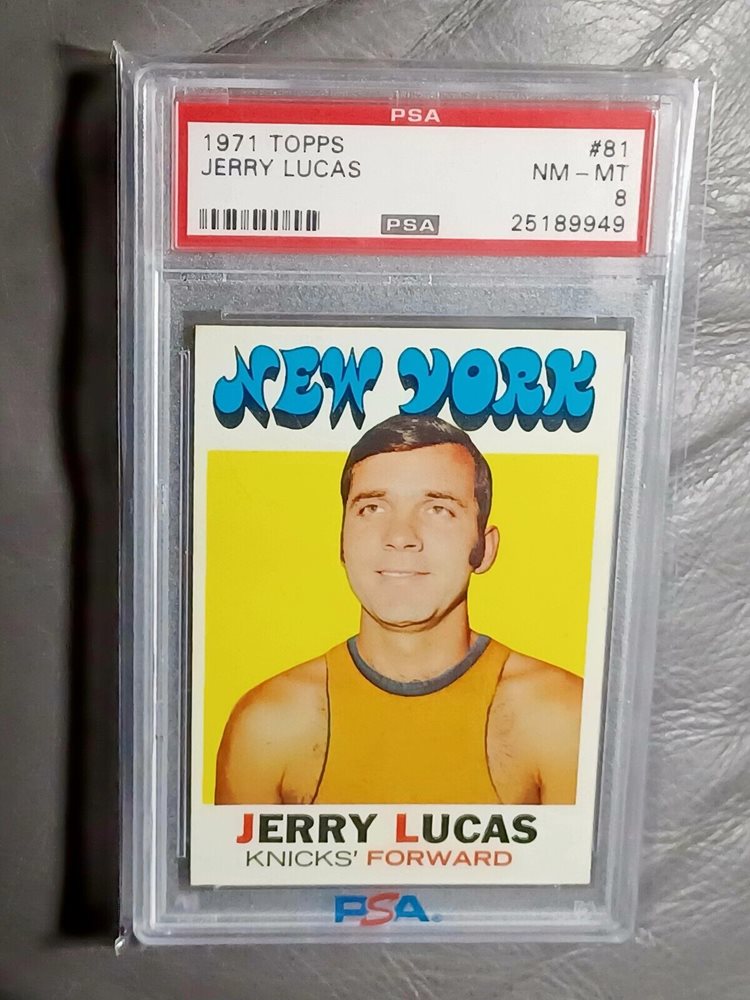 PSA
1971 TOPPS #81
JERRY LUCAS NM - MT
8
PSA 25189949
NEW YORK
JERRY LUCAS
KNICKS' FORWARD
PSA®